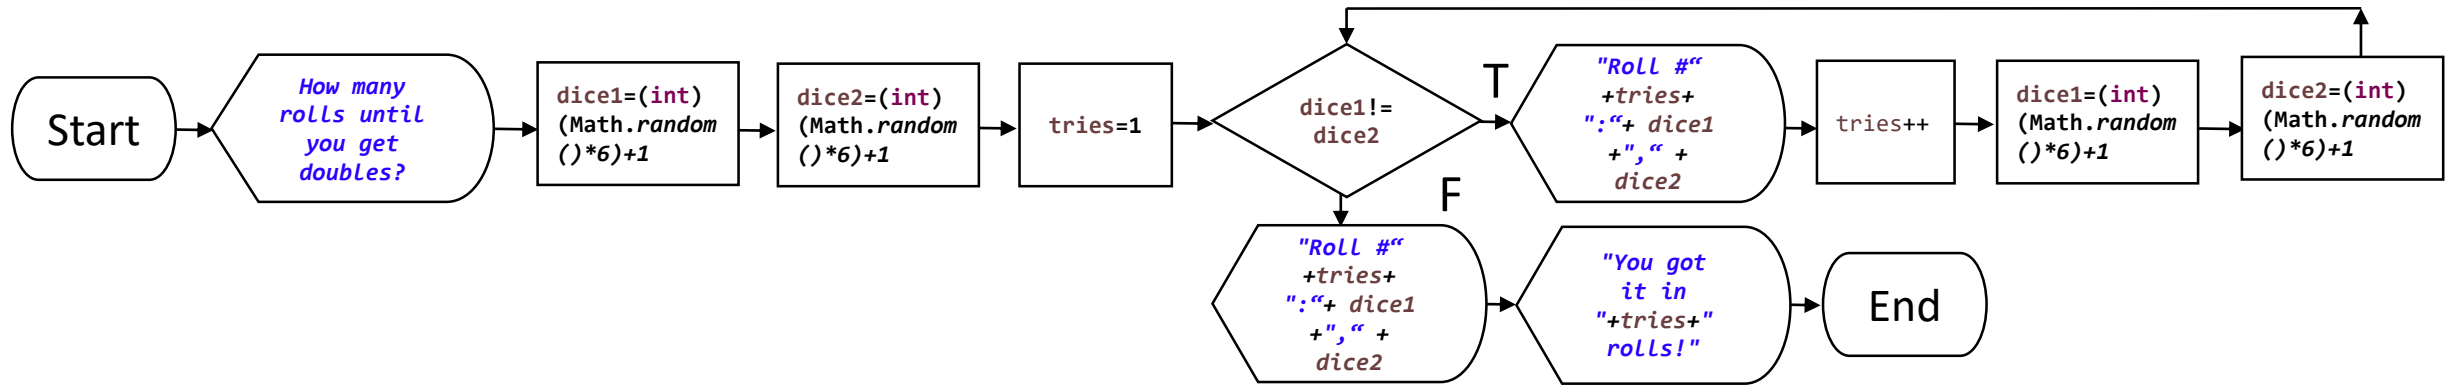 Start
How many
rolls until
you get
doubles?
dice1=(int)
(Math.random
()*6)+1
dice2=(int)
(Math.random
()*6)+1
tries=1
dice1!=
dice2
T
"Roll #“
+tries+
":“+ dice1
+",“ +
dice2
tries++
dice1=(int)
(Math.random
()*6)+1
dice2=(int)
(Math.random
()*6)+1
F
"Roll #“
+tries+
":“+ dice1
+",“ +
dice2
"You got
it in
"+tries+"
rolls!"
End